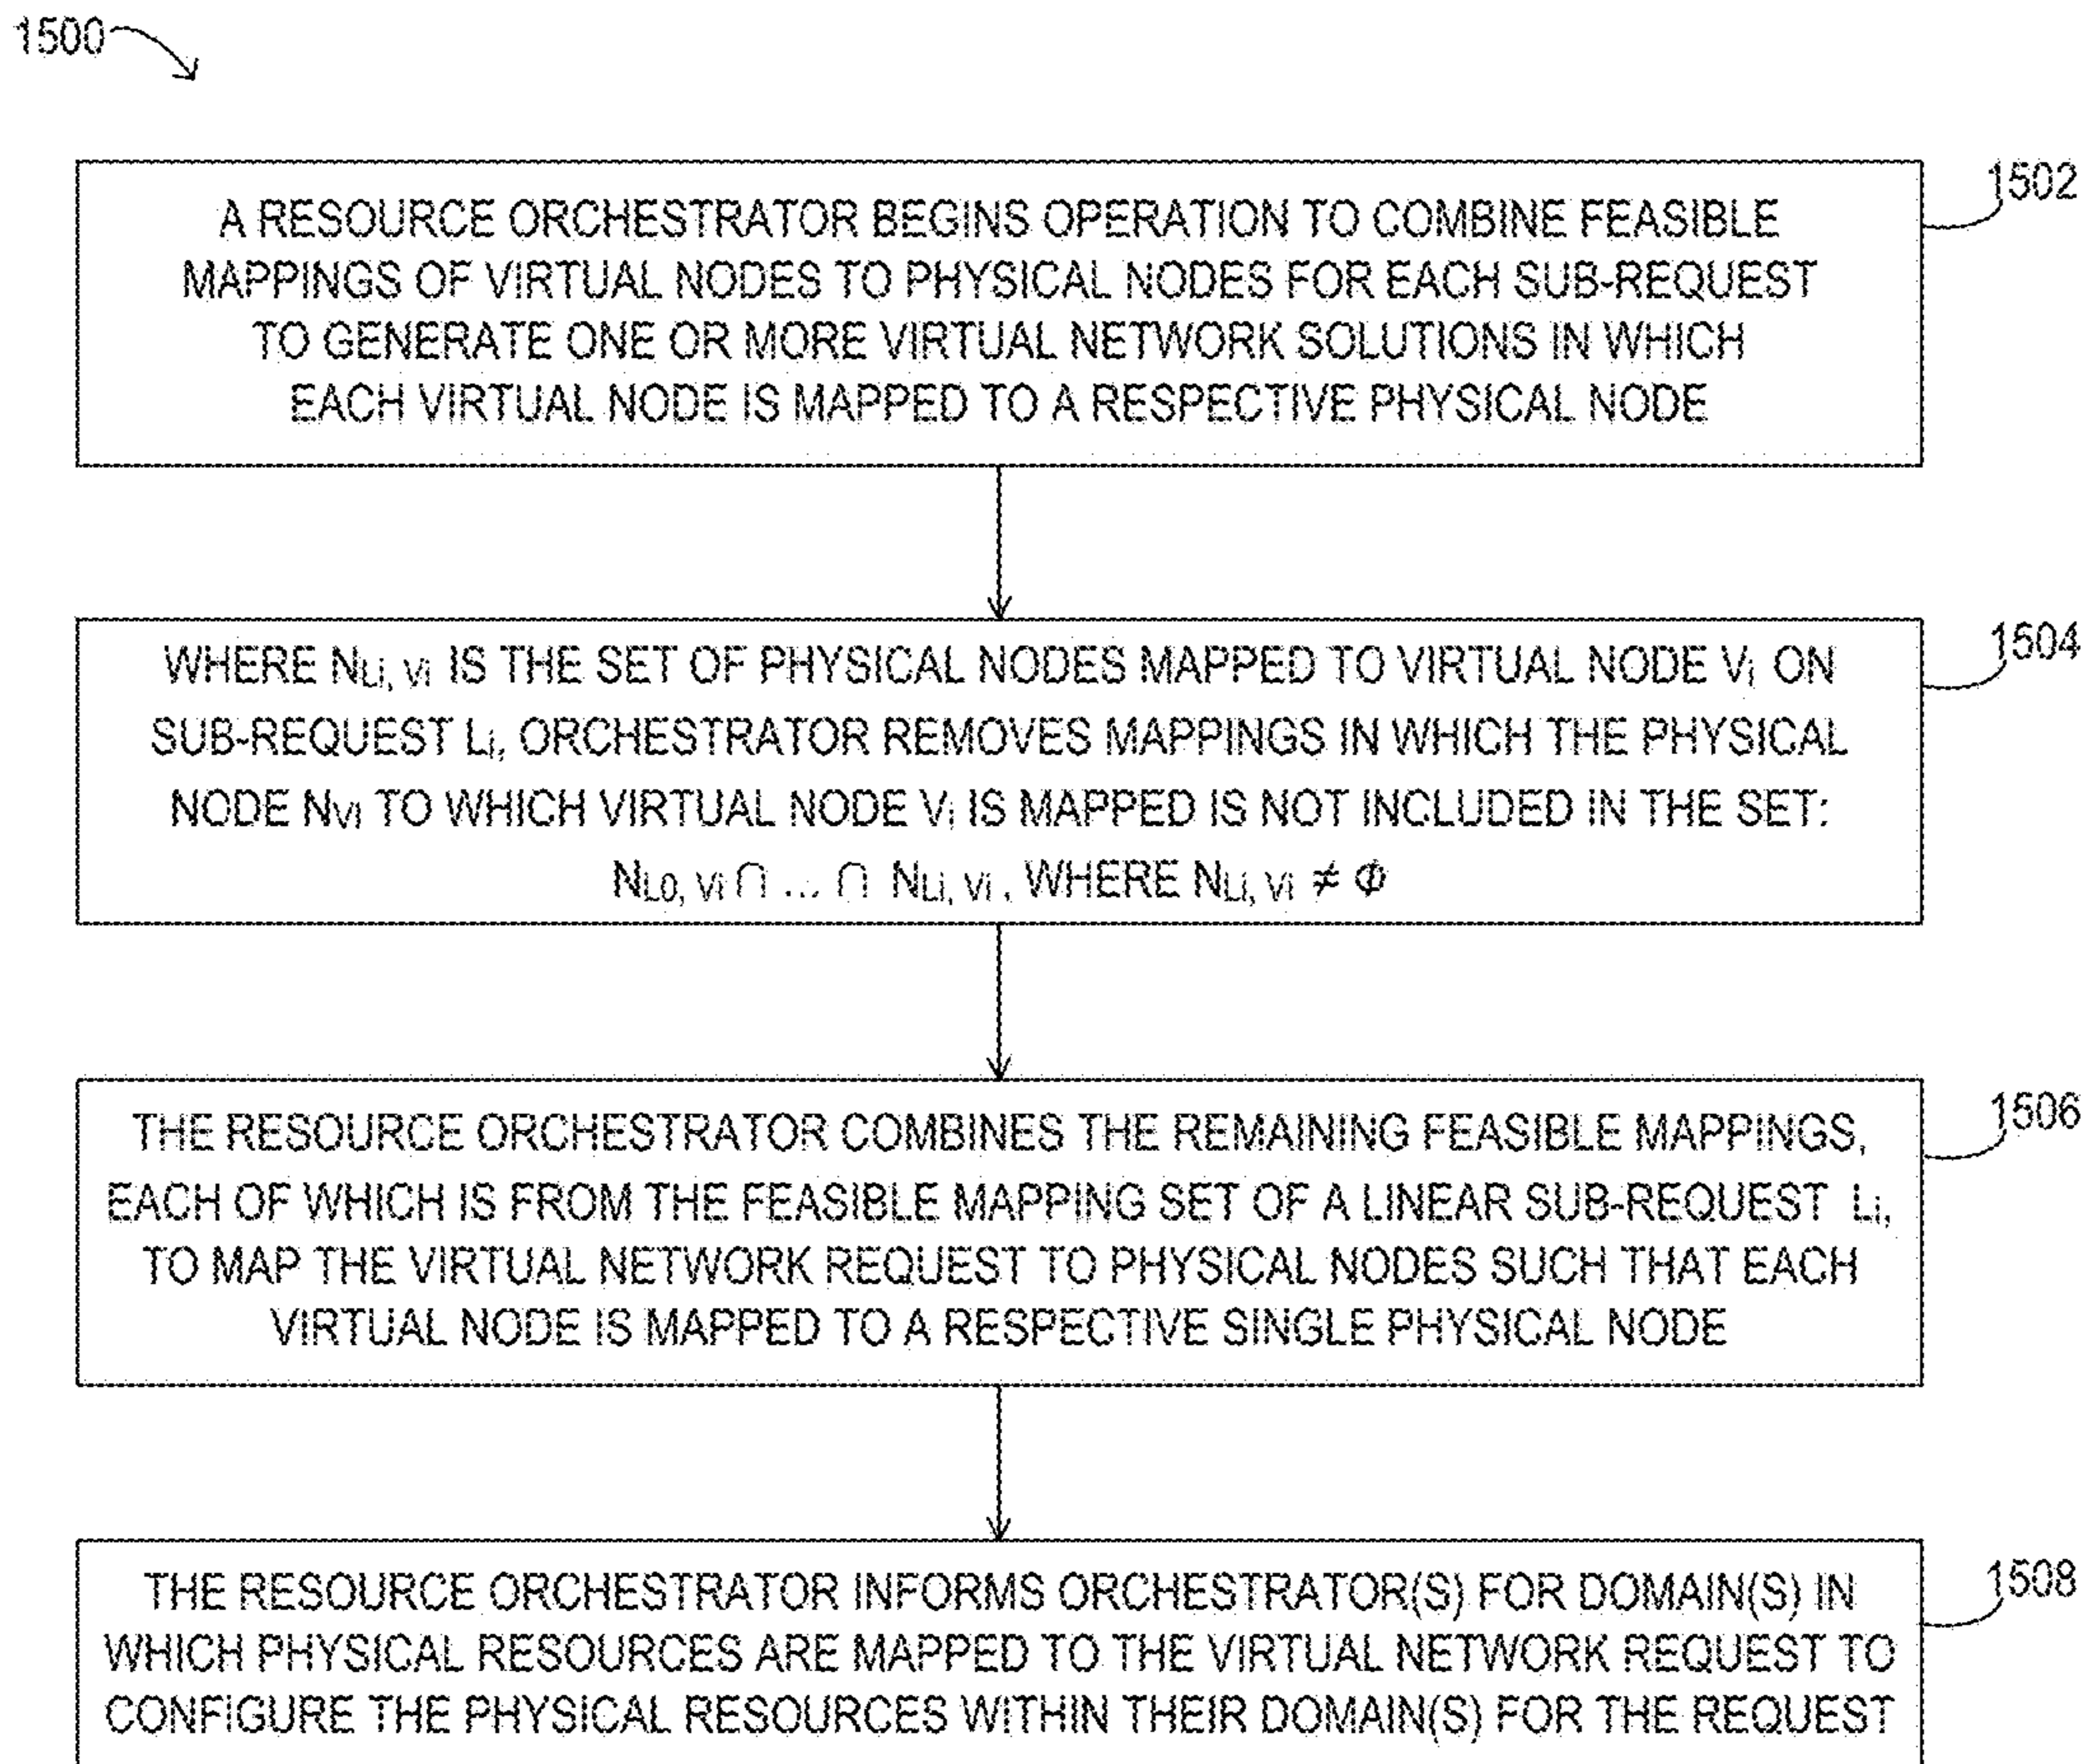 1500
A RESOURCE ORCHESTRATOR BEGINS OPERATION TO COMBINE FEASIBLE
MAPPINGS OF VIRTUAL NODES TO PHYSICAL NODES FOR EACH SUB-REQUEST
TO GENERATE ONE OR MORE VIRTUAL NETWORK SOLUTIONS IN WHICH
EACH VIRTUAL NODE IS MAPPED TO A RESPECTIVE PHYSICAL NODE
1502
WHERE NLi, Vi IS THE SET OF PHYSICAL NODES MAPPED TO VIRTUAL NODE Vi ON
SUB-REQUEST Li, ORCHESTRATOR REMOVES MAPPINGS IN WHICH THE PHYSICAL
NODE NVi TO WHICH VIRTUAL NODE Vi IS MAPPED IS NOT INCLUDED IN THE SET:
NL0, Vi ∩ ... ∩ NLi, Vi , WHERE NLi, Vi ≠ Φ
1504
THE RESOURCE ORCHESTRATOR COMBINES THE REMAINING FEASIBLE MAPPINGS,
EACH OF WHICH IS FROM THE FEASIBLE MAPPING SET OF A LINEAR SUB-REQUEST Li,
TO MAP THE VIRTUAL NETWORK REQUEST TO PHYSICAL NODES SUCH THAT EACH
VIRTUAL NODE IS MAPPED TO A RESPECTIVE SINGLE PHYSICAL NODE
1506
THE RESOURCE ORCHESTRATOR INFORMS ORCHESTRATOR(S) FOR DOMAIN(S) IN
WHICH PHYSICAL RESOURCES ARE MAPPED TO THE VIRTUAL NETWORK REQUEST TO
CONFIGURE THE PHYSICAL RESOURCES WITHIN THEIR DOMAIN(S) FOR THE REQUEST
1508